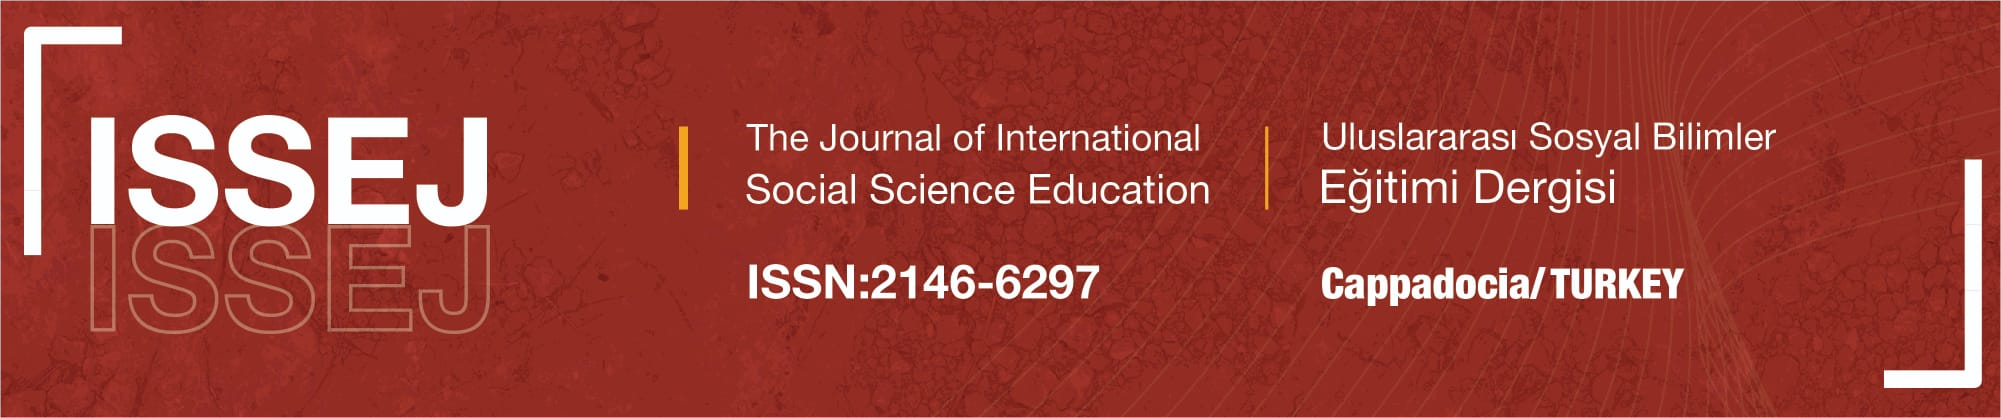 ISSEJ
ISSEJ
The Journal of International
Social Science Education
ISSN:2146-6297
Uluslararası Sosyal Bilimler
Eğitimi Dergisi
Cappadocia/TURKEY